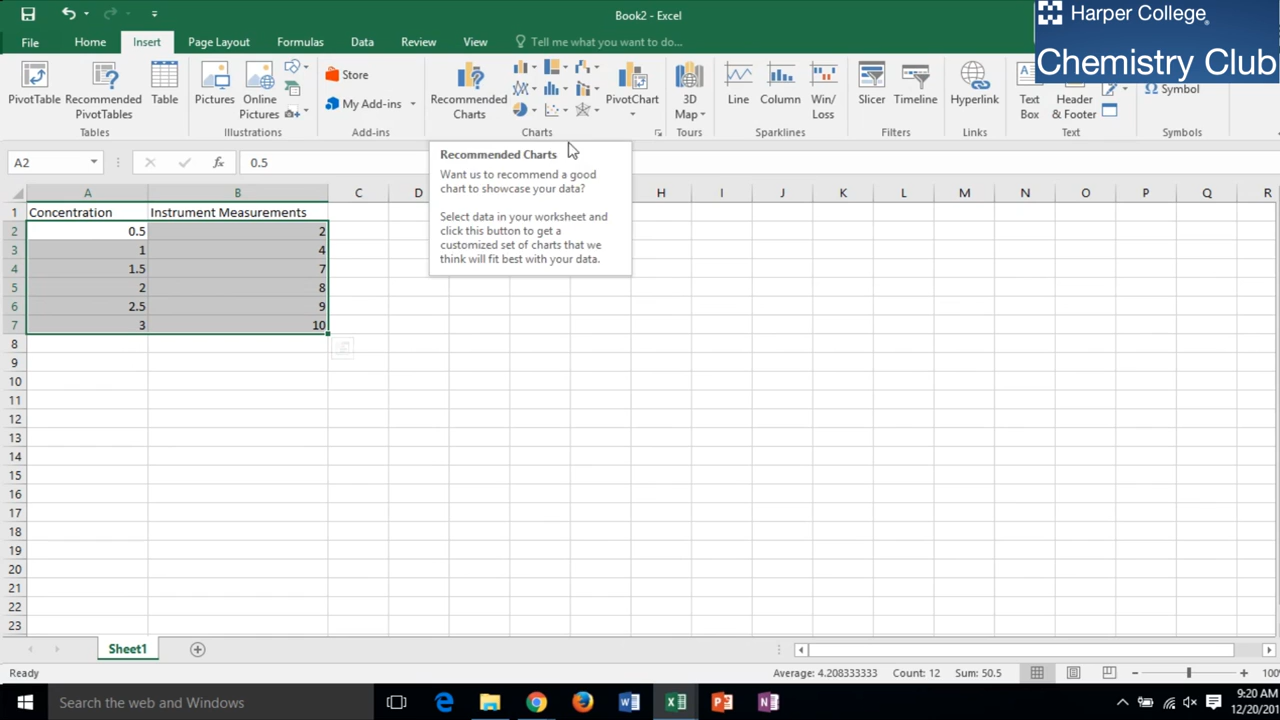 Book2 - Excel
Harper College®
Chemistry Club
File Home Insert Page Layout Formulas Data Review View Tell me what you want to do...
PivotTable
Recommended PivotTables
Table
Pictures
Online Pictures
Store
My Add-ins
Recommended Charts
PivotChart
3D Map
Line
Column
Win/ Loss
Slicer
Timeline
Hyperlink
Text Box
Header & Footer
Ω Symbol
Tables Illustrations Add-ins Charts Tours Sparklines Filters Links Text Symbols
A2 fx 0.5
Recommended Charts
Want us to recommend a good
chart to showcase your data?
Select data in your worksheet and
click this button to get a
customized set of charts that we
think will fit best with your data.
A B C D H I J K L M N O P Q R
1 Concentration Instrument Measurements
2 0.5 2
3 1 4
4 1.5 7
5 2 8
6 2.5 9
7 3 10
8
9
10
11
12
13
14
15
16
17
18
19
20
21
22
23
Sheet1
Ready Average: 4.208333333 Count: 12 Sum: 50.5 100
Search the web and Windows
9:20 AM
12/20/201